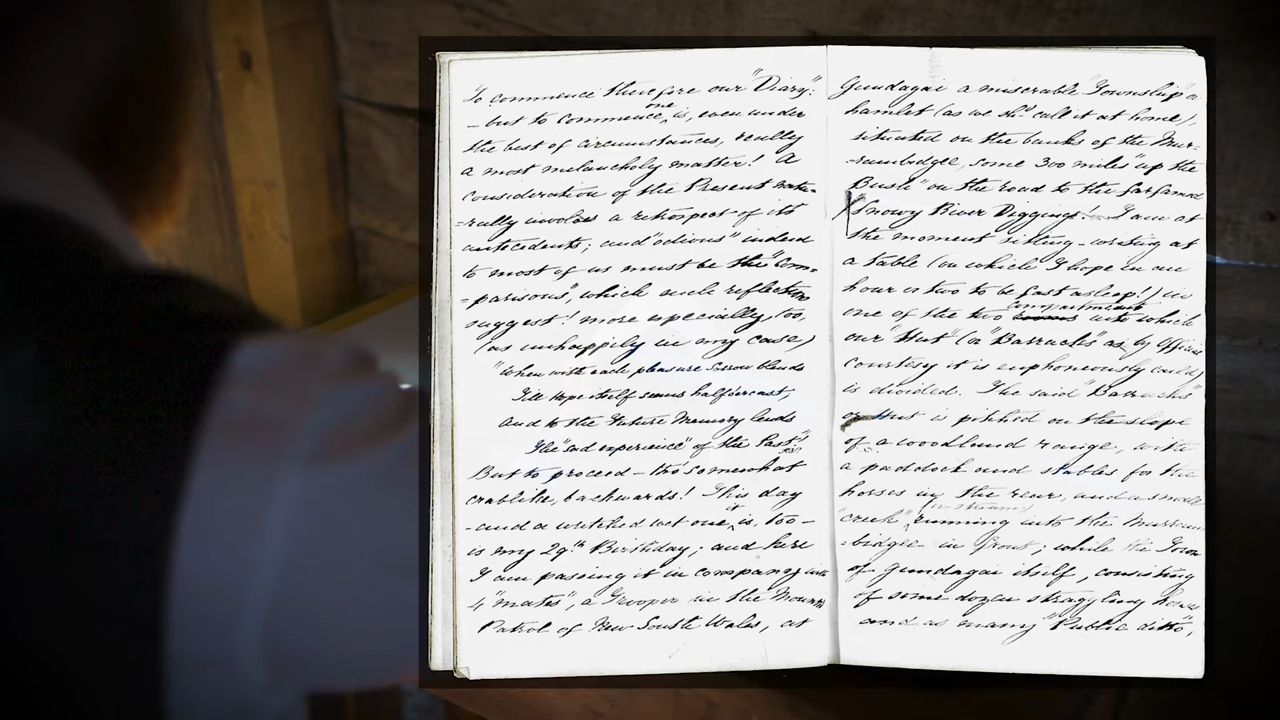 To commence therefore our "Diary":
one
- but to commence is, even under
the best of circumstances, really
a most melancholy matter! A
consideration of the Present natu=
=rally involves a retrospect of its
antecedents; and "odious" indeed
to most of us must be the "com=
=parisons", which such reflections
suggest! more especially, too,
(as unhappily in my case)
"When with each pleasure Sorrow blends
Till Hope itself seems half o'ercast,
and to the Future Memory lends
The "sad experience" of the Past"!
But to proceed - tho' somewhat
crablike, backwards! This day
it
- and a wretched wet one is, too -
is my 29th Birthday; and here
I am passing it in company with
4 "mates", a Trooper in the Mounted
Patrol of New South Wales, at
Gundagai a miserable "Township" or
hamlet (as we shd call it at home),
situated on the banks of the Mur-
-rumbidgee, some 300 miles "up the
Bush" on the road to the farfamed
Snowy River Diggings! I am at
the moment sitting - writing at
a table (on which I hope in an
hour or two to be fast asleep!) in
compartments
one of the two rooms into which
our "Hut" (or "Barracks" as by Official
courtesy it is euphoneously called)
is divided. The said "Barracks"
or Hut is pitched on the slope
of a woodland range, with
a paddock and stables for the
horses in the rear, and a small
(or stream)
"creek" running into the Murrum
=bidgee in front; while the Town
of Gundagai itself, consisting
of some dozen straggling houses
and as many "Public ditto",